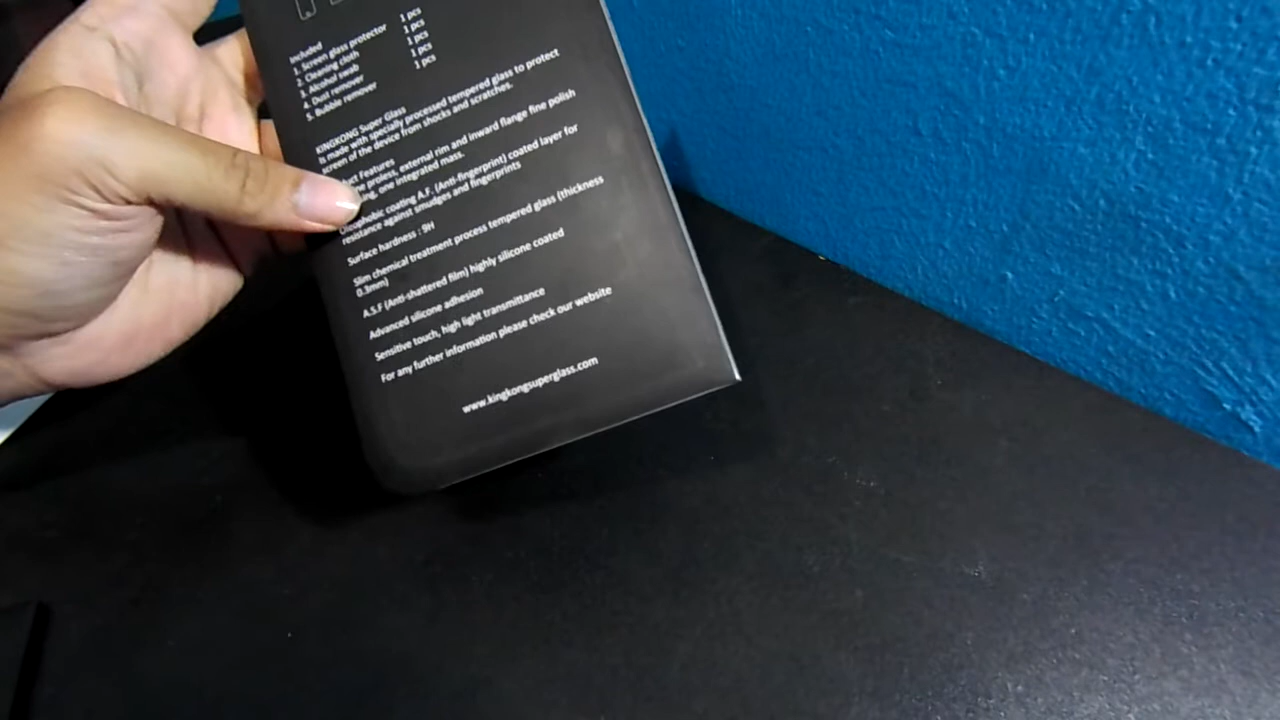 Included
1. Screen glass protector 1 pcs
2. Cleaning cloth 1 pcs
3. Alcohol swab 1 pcs
4. Dust remover 1 pcs
5. Bubble remover 1 pcs
KINGKONG Super Glass
is made with specially processed tempered glass to protect
screen of the device from shocks and scratches.
Features
external rim and inward flange fine polish
one integrated mass.
Oleophobic coating A.F. (Anti-fingerprint) coated layer for
resistance against smudges and fingerprints
Surface hardness : 9H
Slim chemical treatment process tempered glass (thickness
0.3mm)
A.S.F (Anti-shattered film) highly silicone coated
Advanced silicone adhesion
Sensitive touch, high light transmittance
For any further information please check our website
www.kingkongsuperglass.com